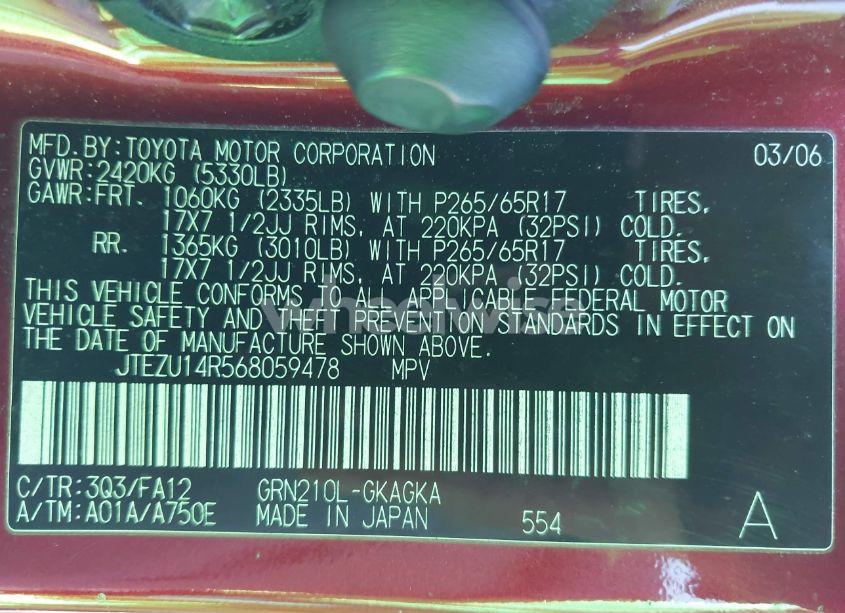 MFD.BY:TOYOTA MOTOR CORPORATION 03/06
GVWR:2420KG (5330LB)
GAWR:FRT. 1060KG (2335LB) WITH P265/65R17 TIRES,
17X7 1/2JJ RIMS, AT 220KPA (32PSI) COLD.
RR. 1365KG (3010LB) WITH P265/65R17 TIRES,
17X7 1/2JJ RIMS, AT 220KPA (32PSI) COLD.
THIS VEHICLE CONFORMS TO ALL APPLICABLE FEDERAL MOTOR
VEHICLE SAFETY AND THEFT PREVENTION STANDARDS IN EFFECT ON
THE DATE OF MANUFACTURE SHOWN ABOVE.
JTEZU14R568059478 MPV
C/TR:3Q3/FA12 GRN210L-GKAGKA
A/TM:A01A/A750E MADE IN JAPAN 554 A